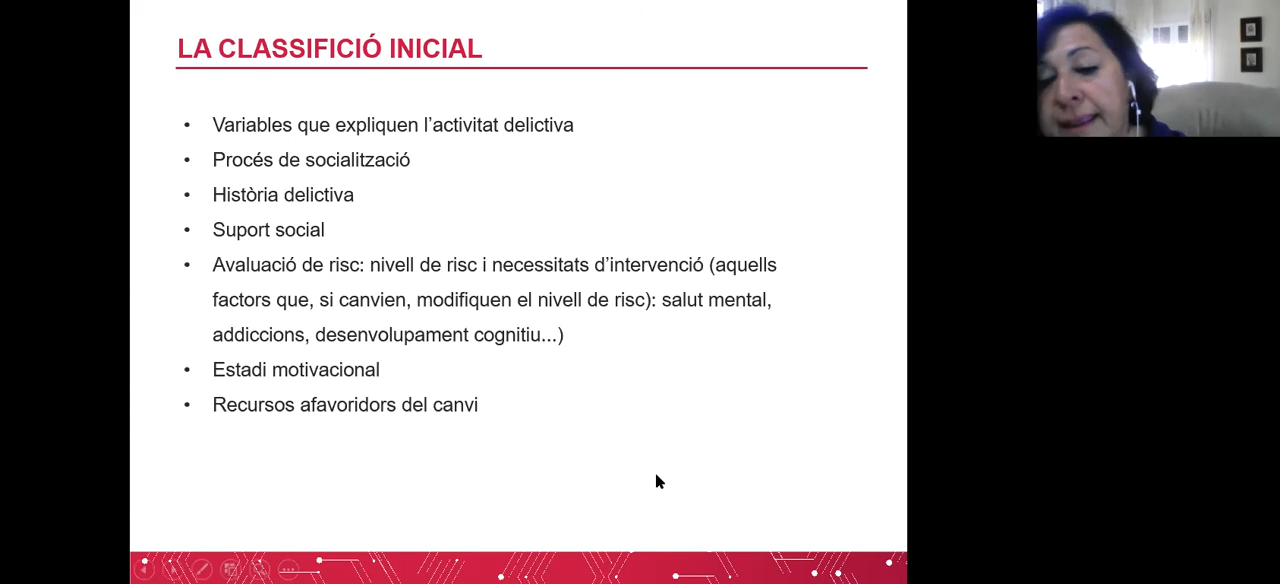 LA CLASSIFICIÓ INICIAL
• Variables que expliquen l’activitat delictiva
• Procés de socialització
• Història delictiva
• Suport social
• Avaluació de risc: nivell de risc i necessitats d’intervenció (aquells
factors que, si canvien, modifiquen el nivell de risc): salut mental,
addiccions, desenvolupament cognitiu...)
• Estadi motivacional
• Recursos afavoridors del canvi